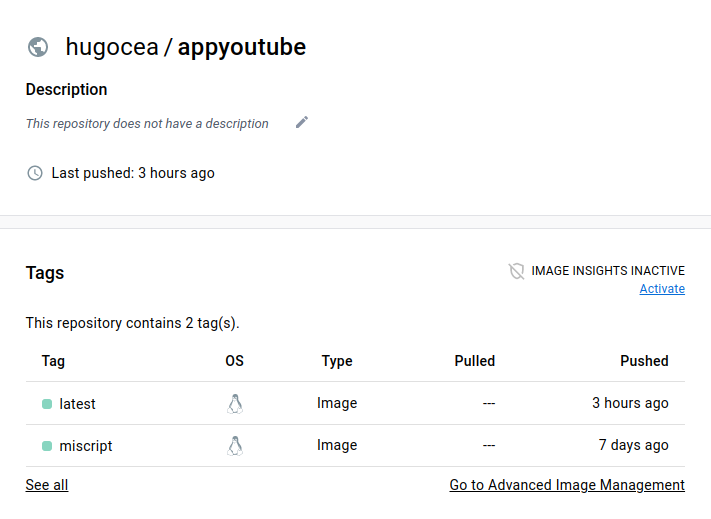 hugocea / appyoutube
Description
This repository does not have a description
Last pushed: 3 hours ago
Tags
IMAGE INSIGHTS INACTIVE
Activate
This repository contains 2 tag(s).
Tag OS Type Pulled Pushed
latest Image --- 3 hours ago
miscript Image --- 7 days ago
See all Go to Advanced Image Management